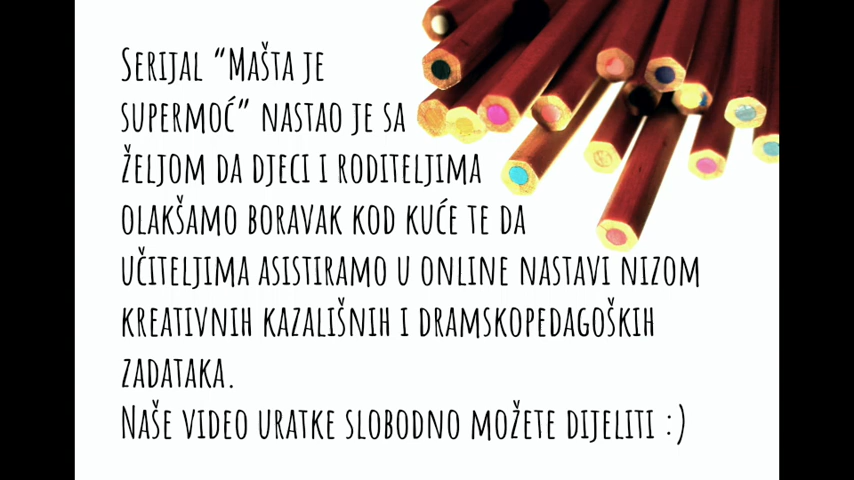 Serijal “Mašta je
supermoć” nastao je sa
željom da djeci i roditeljima
olakšamo boravak kod kuće te da
učiteljima asistiramo u online nastavi nizom
kreativnih kazališnih i dramskopedagoških
zadataka.
Naše video uratke slobodno možete dijeliti :)